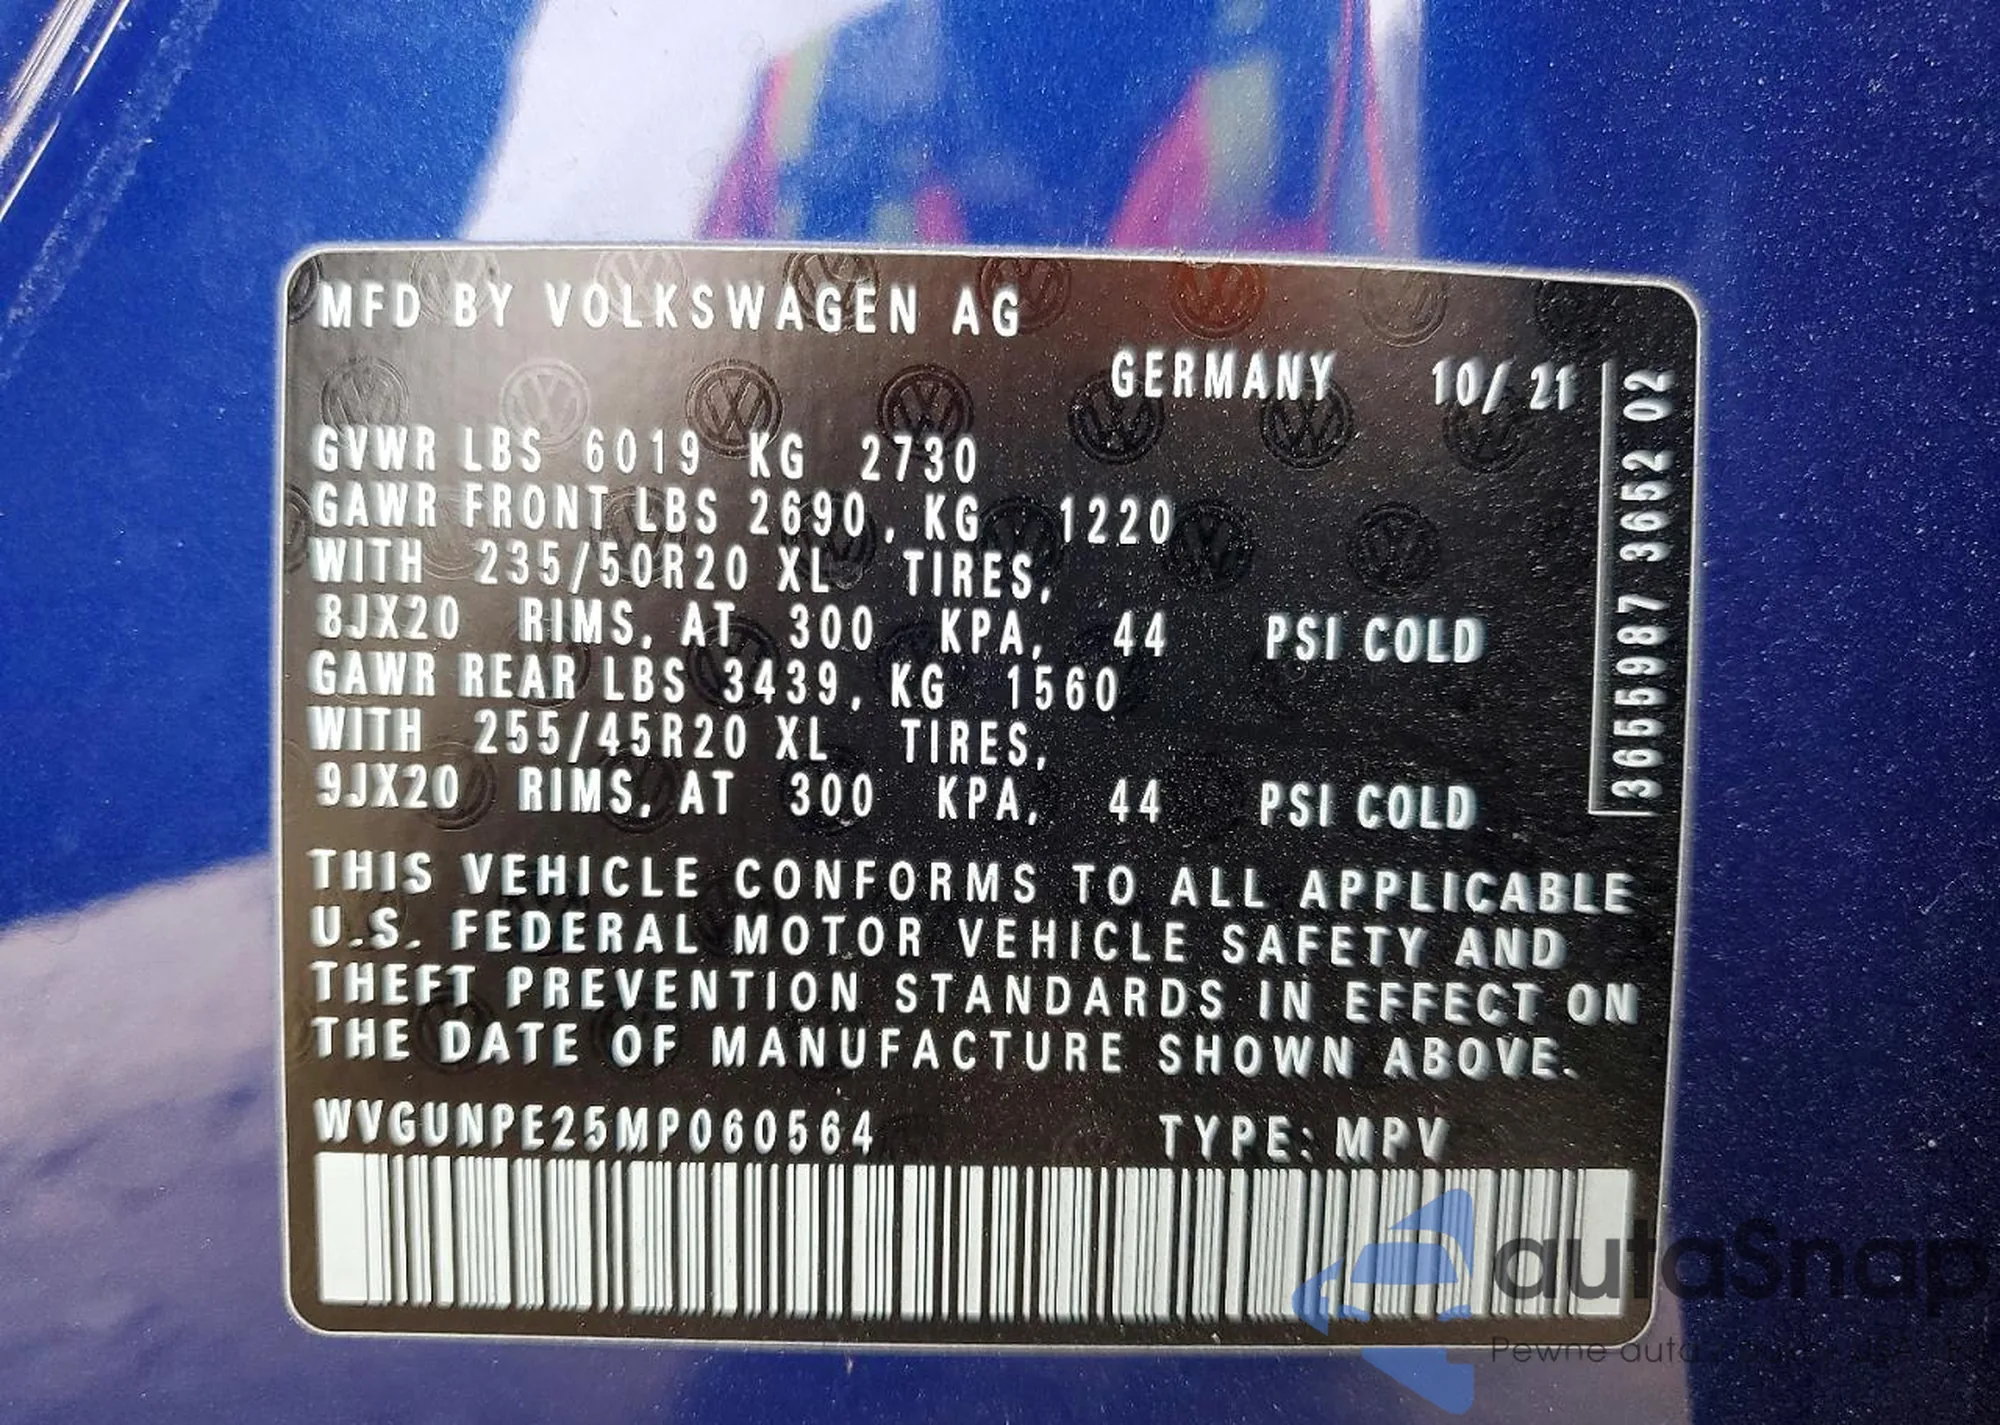 MFD BY VOLKSWAGEN AG
GERMANY 10/ 21
GVWR LBS 6019 KG 2730
GAWR FRONT LBS 2690, KG 1220
WITH 235/50R20 XL TIRES,
8JX20 RIMS, AT 300 KPA, 44 PSI COLD
GAWR REAR LBS 3439, KG 1560
WITH 255/45R20 XL TIRES,
9JX20 RIMS, AT 300 KPA, 44 PSI COLD
3655987 3652 02
THIS VEHICLE CONFORMS TO ALL APPLICABLE
U.S. FEDERAL MOTOR VEHICLE SAFETY AND
THEFT PREVENTION STANDARDS IN EFFECT ON
THE DATE OF MANUFACTURE SHOWN ABOVE.
WVGUNPE25MP060564 TYPE: MPV
autaSnap
Pewne auta